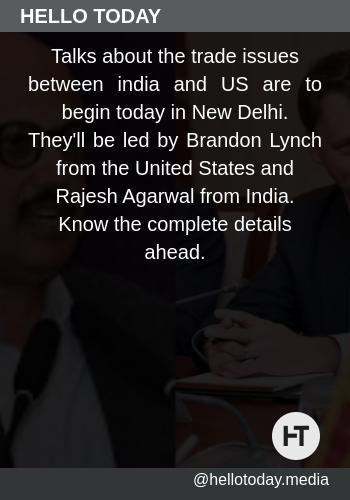 HELLO TODAY
Talks about the trade issues
between india and US are to
begin today in New Delhi.
They'll be led by Brandon Lynch
from the United States and
Rajesh Agarwal from India.
Know the complete details
ahead.
HT
@hellotoday.media